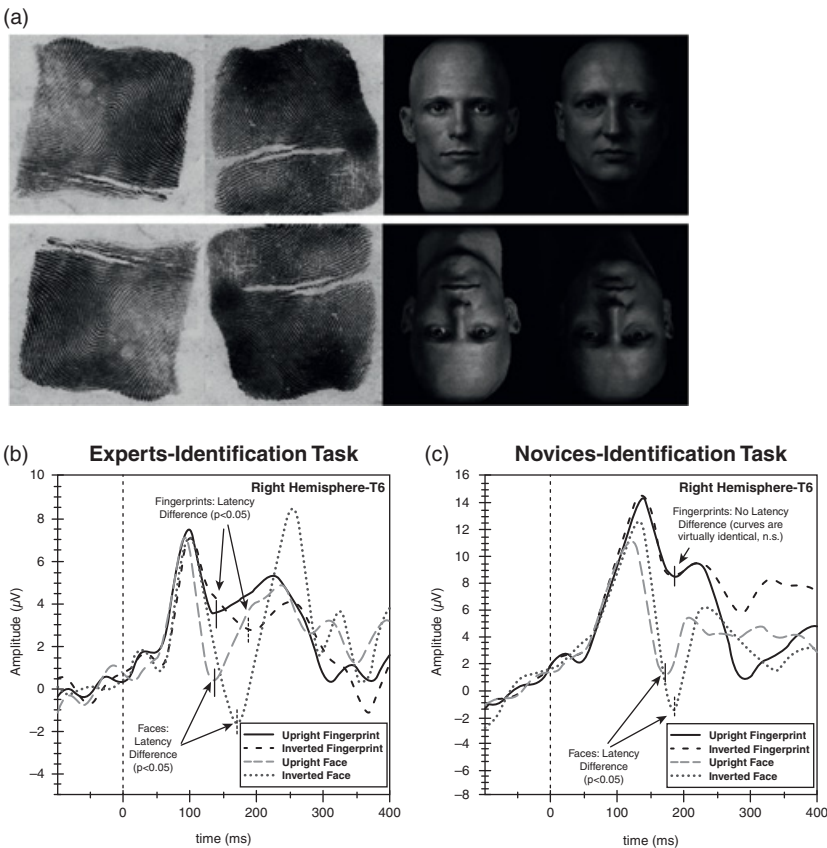 (a)
(b)
Experts-Identification Task
10
8
6
4
2
0
−2
−4
Amplitude (µV)
Right Hemisphere-T6
Fingerprints: Latency
Difference (p<0.05)
Faces:
Latency
Difference
(p<0.05)
Upright Fingerprint
Inverted Fingerprint
Upright Face
Inverted Face
0
100
200
300
400
time (ms)
(c)
Novices-Identification Task
16
14
12
10
8
6
4
2
0
−2
−4
−6
−8
Amplitude (µV)
Right Hemisphere-T6
Fingerprints: No Latency
Difference (curves are
virtually identical, n.s.)
Faces: Latency
Difference
(p<0.05)
Upright Fingerprint
Inverted Fingerprint
Upright Face
Inverted Face
0
100
200
300
400
time (ms)